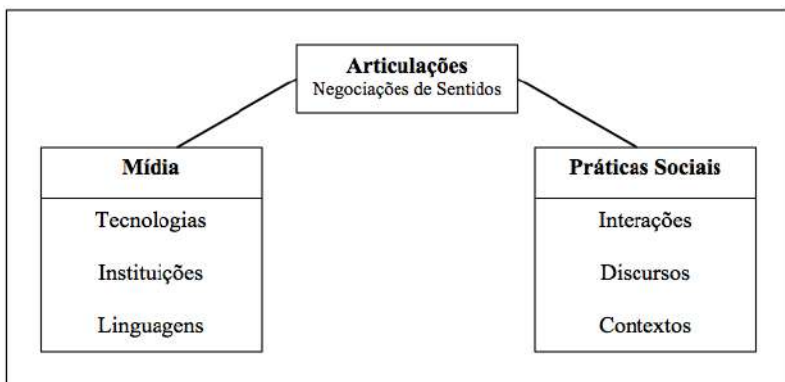 Articulações
Negociações de Sentidos
Mídia
Tecnologias
Instituições
Linguagens
Práticas Sociais
Interações
Discursos
Contextos